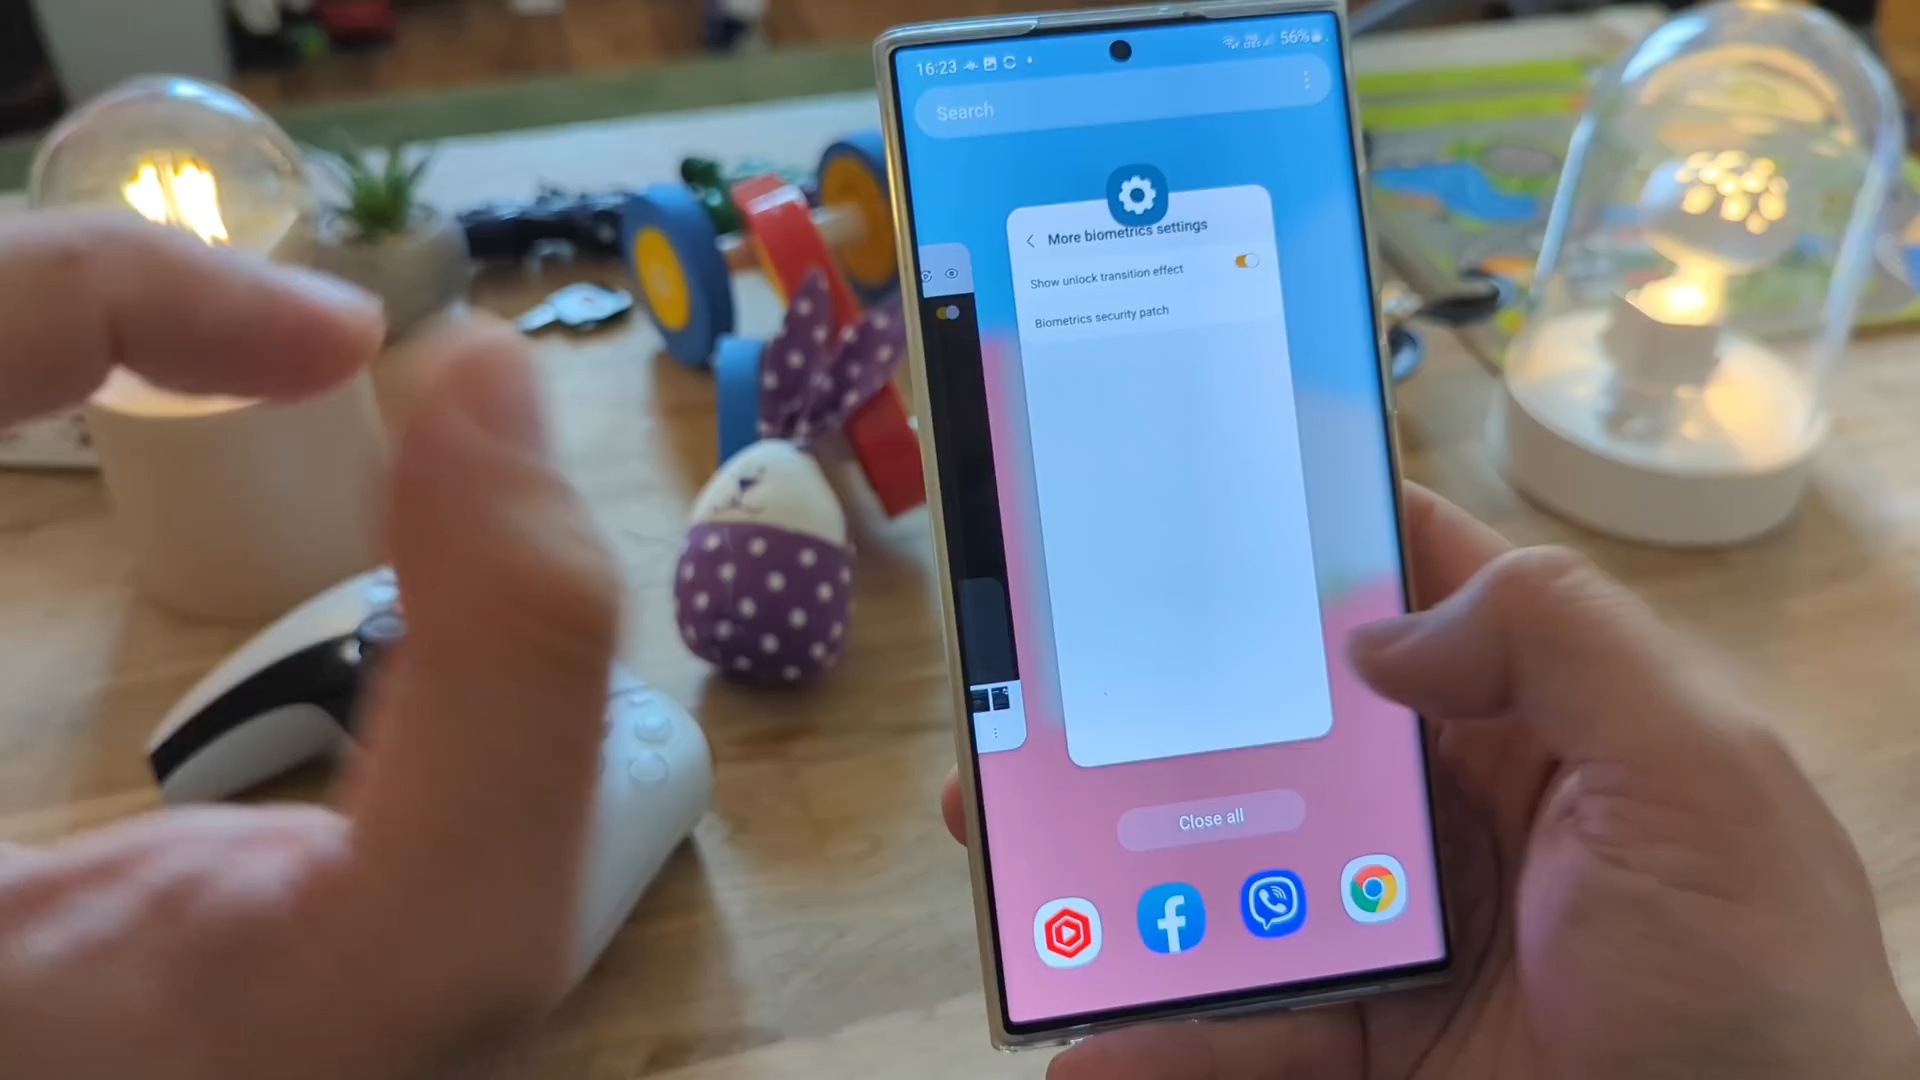 16:23
56%
Search
More biometrics settings
Show unlock transition effect
Biometrics security patch
Close all